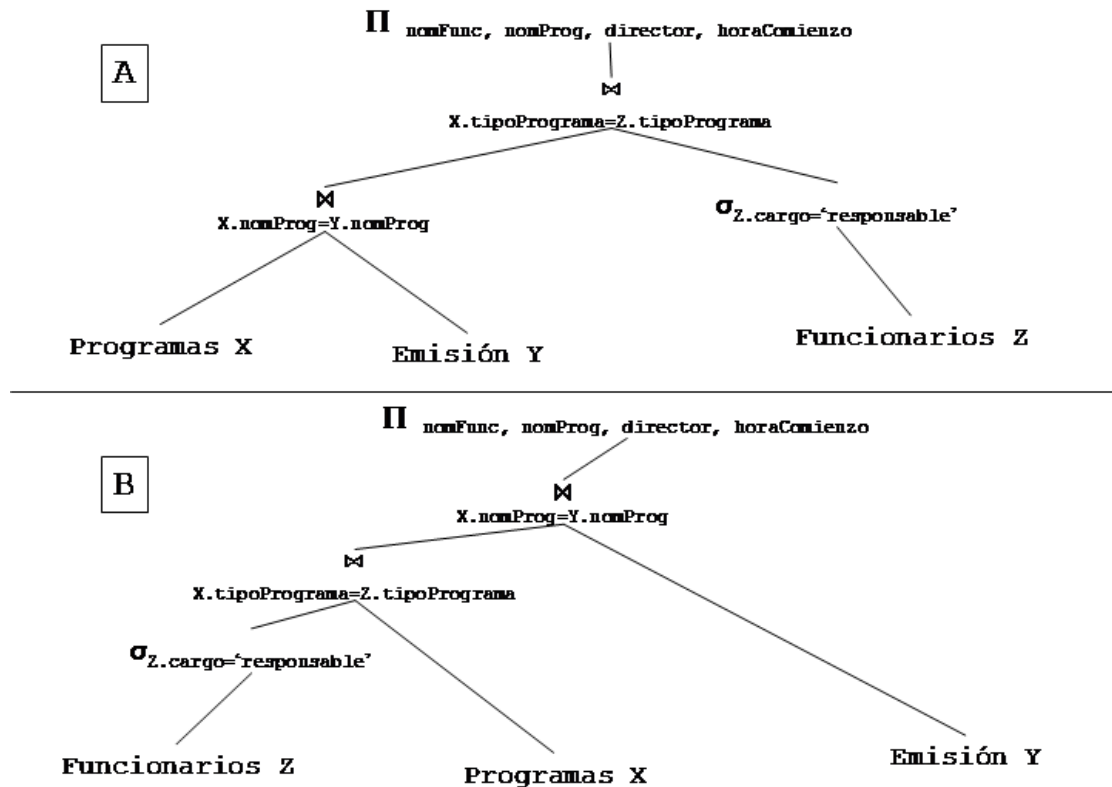 Π nomFunc, nomProg, director, horaComienzo
A
⋈
X.tipoPrograma=Z.tipoPrograma
⋈
X.nomProg=Y.nomProg
σZ.cargo=‘responsable’
Programas X
Emisión Y
Funcionarios Z
Π nomFunc, nomProg, director, horaComienzo
B
⋈
X.nomProg=Y.nomProg
⋈
X.tipoPrograma=Z.tipoPrograma
σZ.cargo=‘responsable’
Funcionarios Z
Programas X
Emisión Y